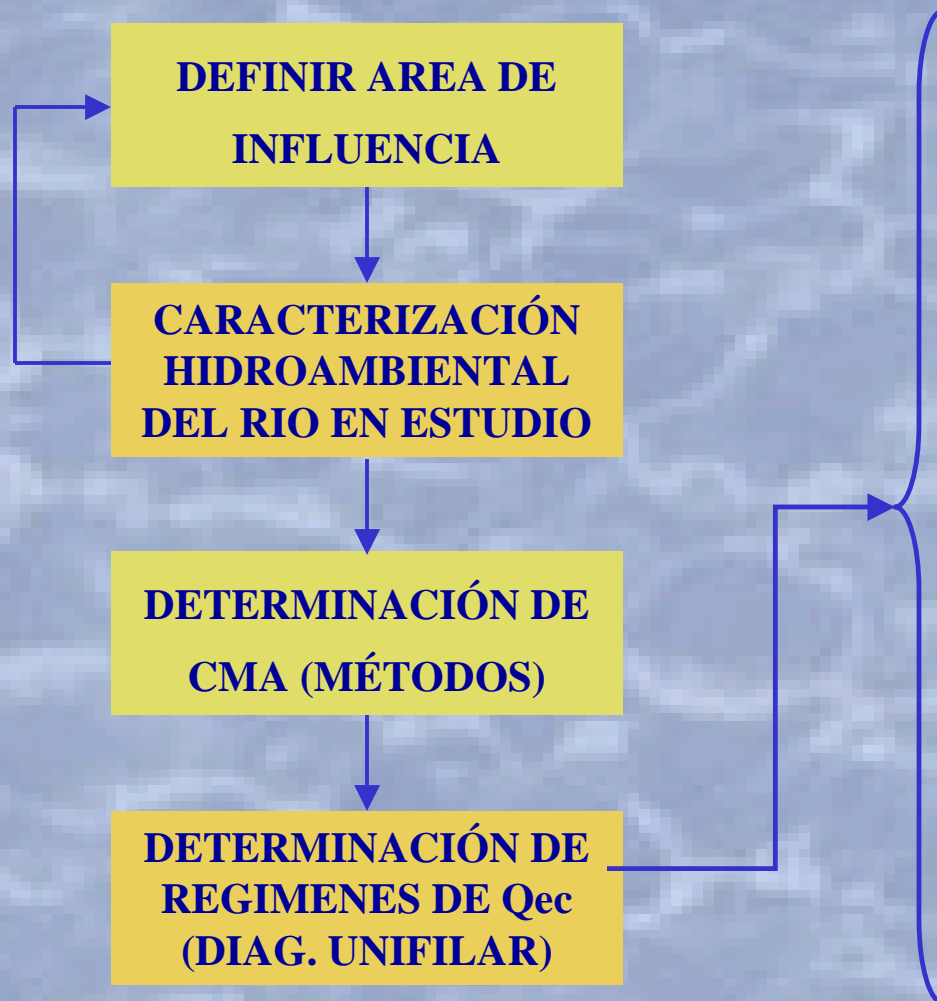 DEFINIR AREA DE
INFLUENCIA
CARACTERIZACIÓN
HIDROAMBIENTAL
DEL RIO EN ESTUDIO
DETERMINACIÓN DE
CMA (MÉTODOS)
DETERMINACIÓN DE
REGIMENES DE Qec
(DIAG. UNIFILAR)